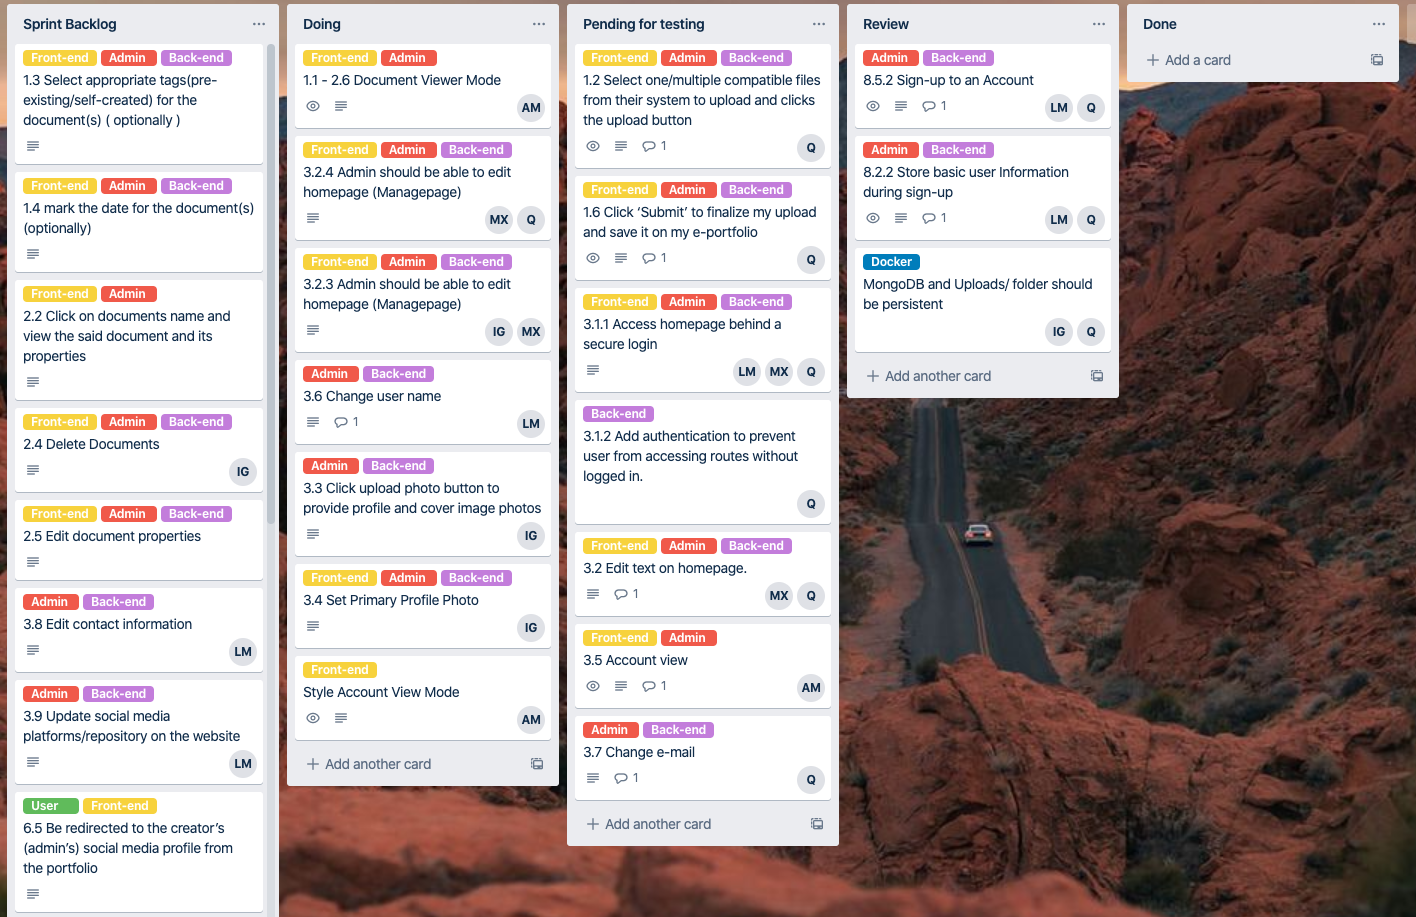 Sprint Backlog
Front-end Admin Back-end
1.3 Select appropriate tags(pre-
existing/self-created) for the
document(s) ( optionally )
Front-end Admin Back-end
1.4 mark the date for the document(s)
(optionally)
Front-end Admin
2.2 Click on documents name and
view the said document and its
properties
Front-end Admin Back-end
2.4 Delete Documents
IG
Front-end Admin Back-end
2.5 Edit document properties
Admin Back-end
3.8 Edit contact information
LM
Admin Back-end
3.9 Update social media
platforms/repository on the website
LM
User Front-end
6.5 Be redirected to the creator’s
(admin’s) social media profile from
the portfolio
Doing
Front-end Admin
1.1 - 2.6 Document Viewer Mode
AM
Front-end Admin Back-end
3.2.4 Admin should be able to edit
homepage (Managepage)
MX Q
Front-end Admin Back-end
3.2.3 Admin should be able to edit
homepage (Managepage)
IG MX
Admin Back-end
3.6 Change user name
1 LM
Admin Back-end
3.3 Click upload photo button to
provide profile and cover image photos
IG
Front-end Admin Back-end
3.4 Set Primary Profile Photo
IG
Front-end
Style Account View Mode
AM
+ Add another card
Pending for testing
Front-end Admin Back-end
1.2 Select one/multiple compatible files
from their system to upload and clicks
the upload button
1 Q
Front-end Admin Back-end
1.6 Click ‘Submit’ to finalize my upload
and save it on my e-portfolio
1 Q
Front-end Admin Back-end
3.1.1 Access homepage behind a
secure login
LM MX Q
Back-end
3.1.2 Add authentication to prevent
user from accessing routes without
logged in.
Q
Front-end Admin Back-end
3.2 Edit text on homepage.
1 MX Q
Front-end Admin
3.5 Account view
1 AM
Admin Back-end
3.7 Change e-mail
1 Q
+ Add another card
Review
Admin Back-end
8.5.2 Sign-up to an Account
1 LM Q
Admin Back-end
8.2.2 Store basic user Information
during sign-up
1 LM Q
Docker
MongoDB and Uploads/ folder should
be persistent
IG Q
+ Add another card
Done
+ Add a card